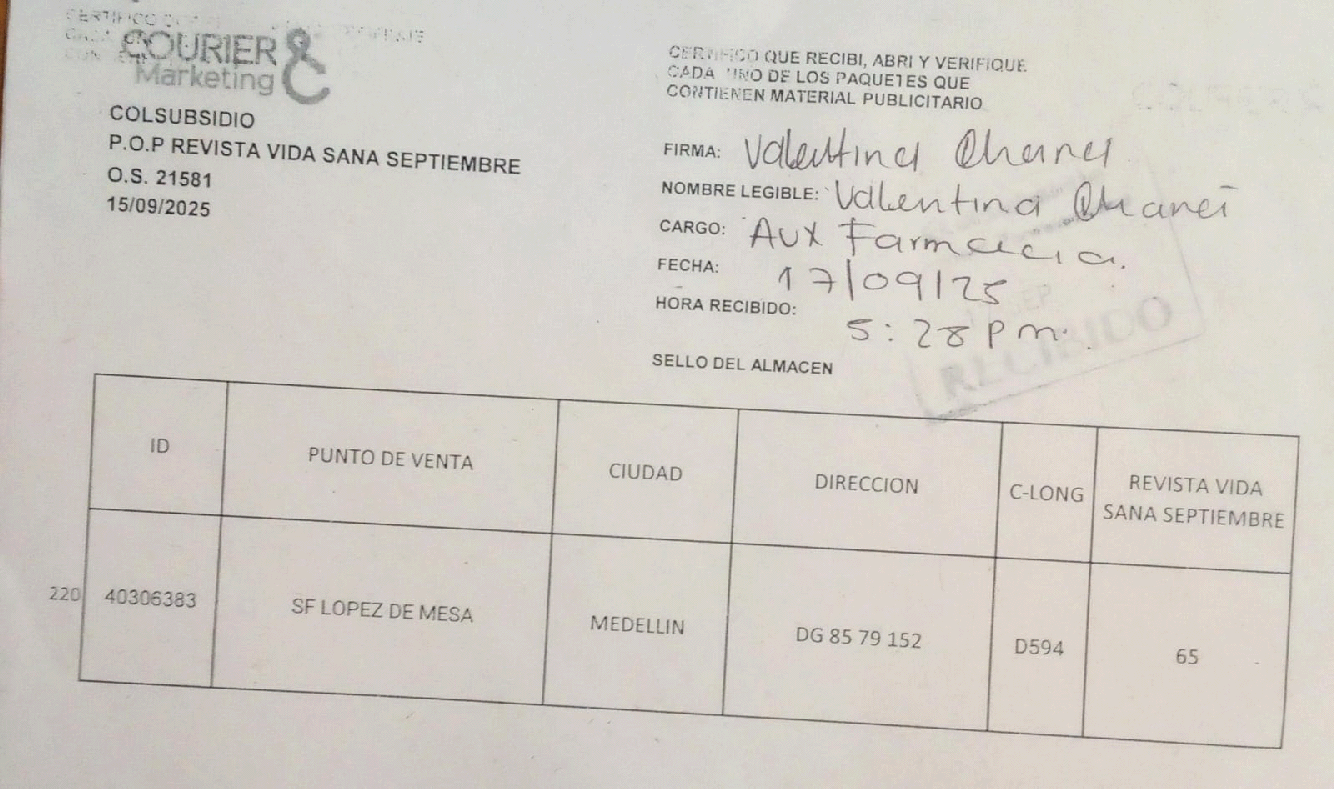 COURIER
Marketing
COLSUBSIDIO
P.O.P REVISTA VIDA SANA SEPTIEMBRE
O.S. 21581
15/09/2025
CERTIFICO QUE RECIBI, ABRI Y VERIFIQUE
CADA UNO DE LOS PAQUETES QUE
CONTIENEN MATERIAL PUBLICITARIO
FIRMA: Valentina
NOMBRE LEGIBLE: Valentina
CARGO: Aux Farmacia.
FECHA: 17/09/25
HORA RECIBIDO: 5:28 pm.
SELLO DEL ALMACEN
SEP
RECIBIDO
ID PUNTO DE VENTA CIUDAD DIRECCION C-LONG REVISTA VIDA SANA SEPTIEMBRE
220 40306383 SF LOPEZ DE MESA MEDELLIN DG 85 79 152 D594 65